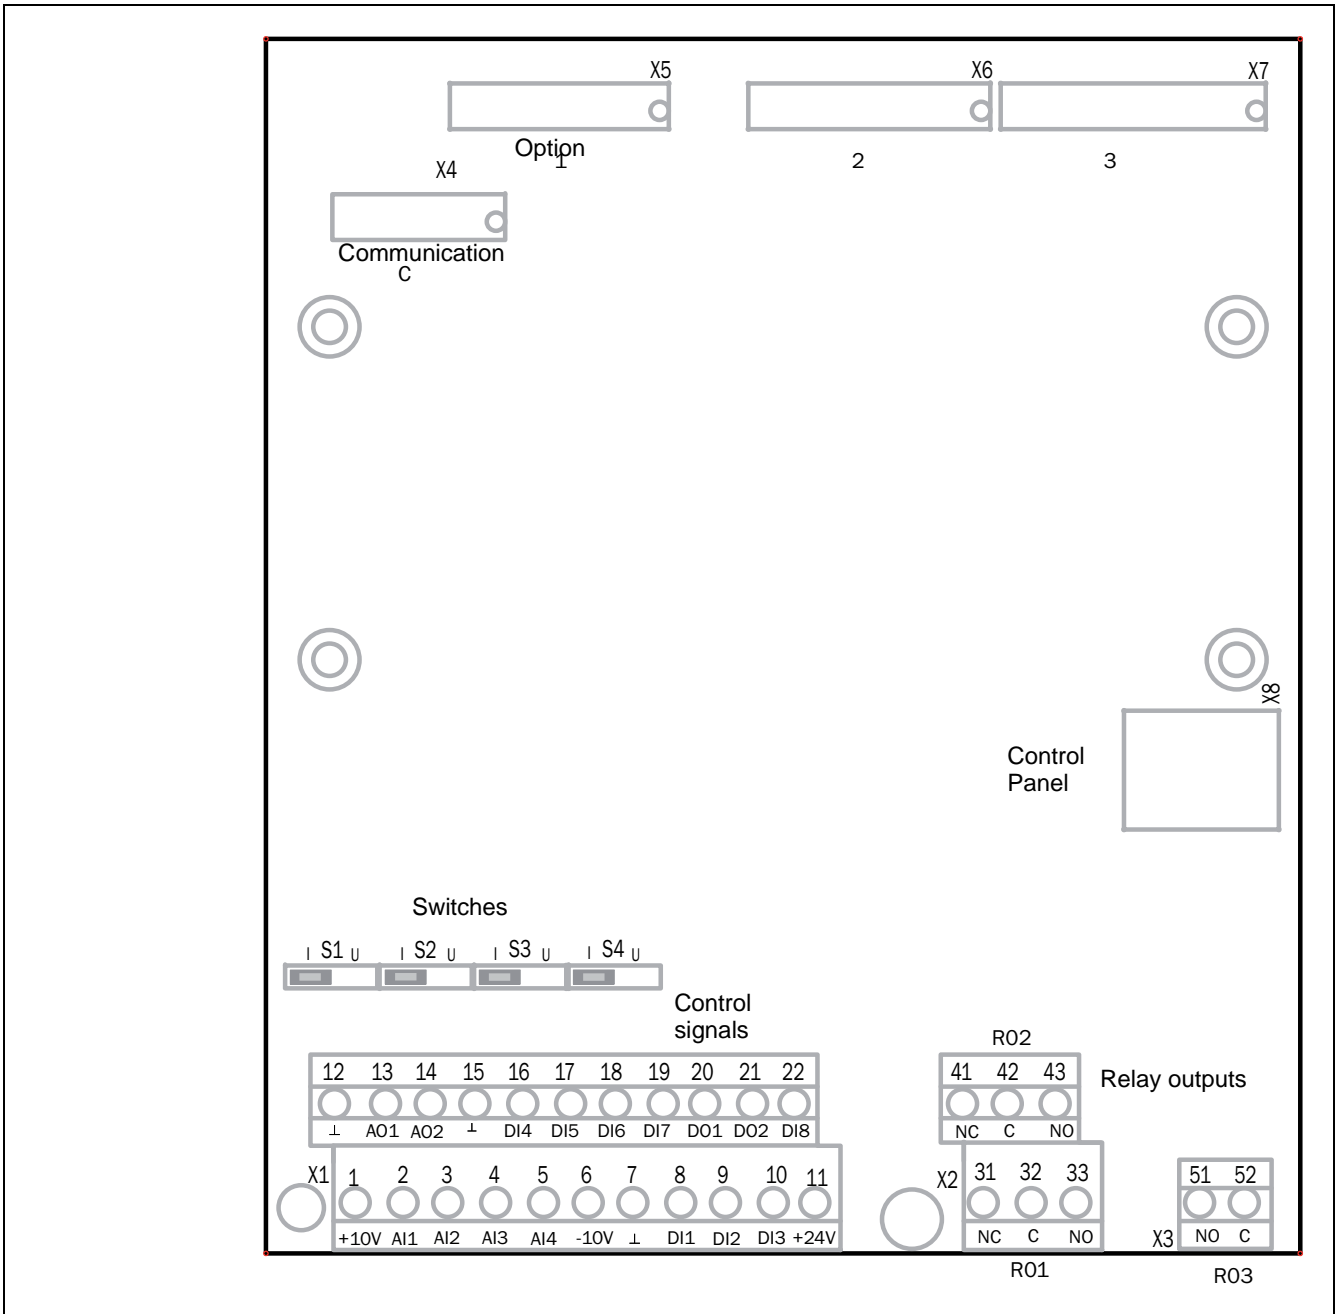 X5 X6 X7
Option
1 2 3
X4
Communication
C
X8
Control
Panel
Switches
I S1 U I S2 U I S3 U I S4 U
Control
signals
RO2
12 13 14 15 16 17 18 19 20 21 22
41 42 43
Relay outputs
⊥ AO1 AO2 ⊥ DI4 DI5 DI6 DI7 DO1 DO2 DI8
NC C NO
X1 1 2 3 4 5 6 7 8 9 10 11
X2 31 32 33
51 52
+10V AI1 AI2 AI3 AI4 -10V ⊥ DI1 DI2 DI3 +24V
NC C NO
X3 NO C
RO1
RO3